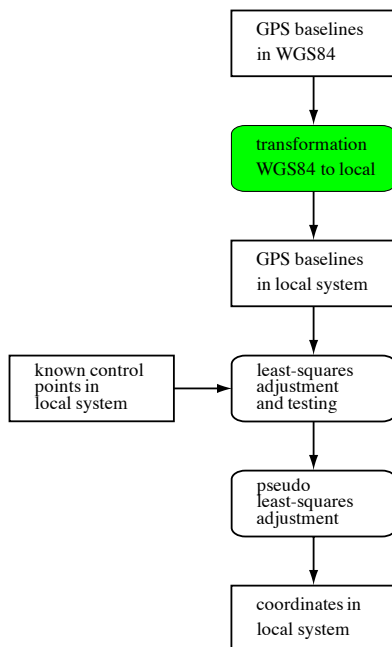 GPS baselines
in WGS84
transformation
WGS84 to local
GPS baselines
in local system
known control
points in
local system
least-squares
adjustment
and testing
pseudo
least-squares
adjustment
coordinates in
local system